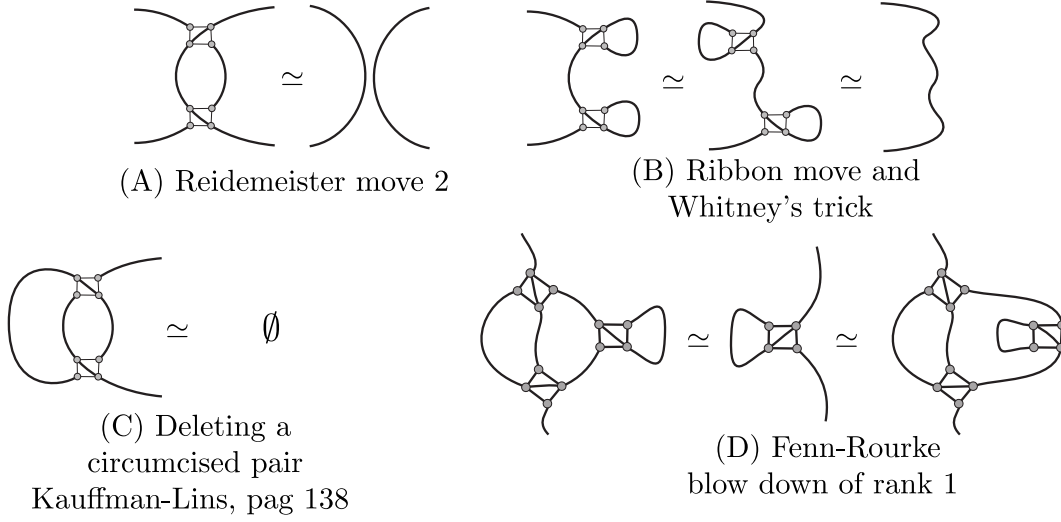 ≃
(A) Reidemeister move 2
≃ ≃
(B) Ribbon move and
Whitney's trick
≃ ∅
(C) Deleting a
circumcised pair
Kauffman-Lins, pag 138
≃ ≃
(D) Fenn-Rourke
blow down of rank 1